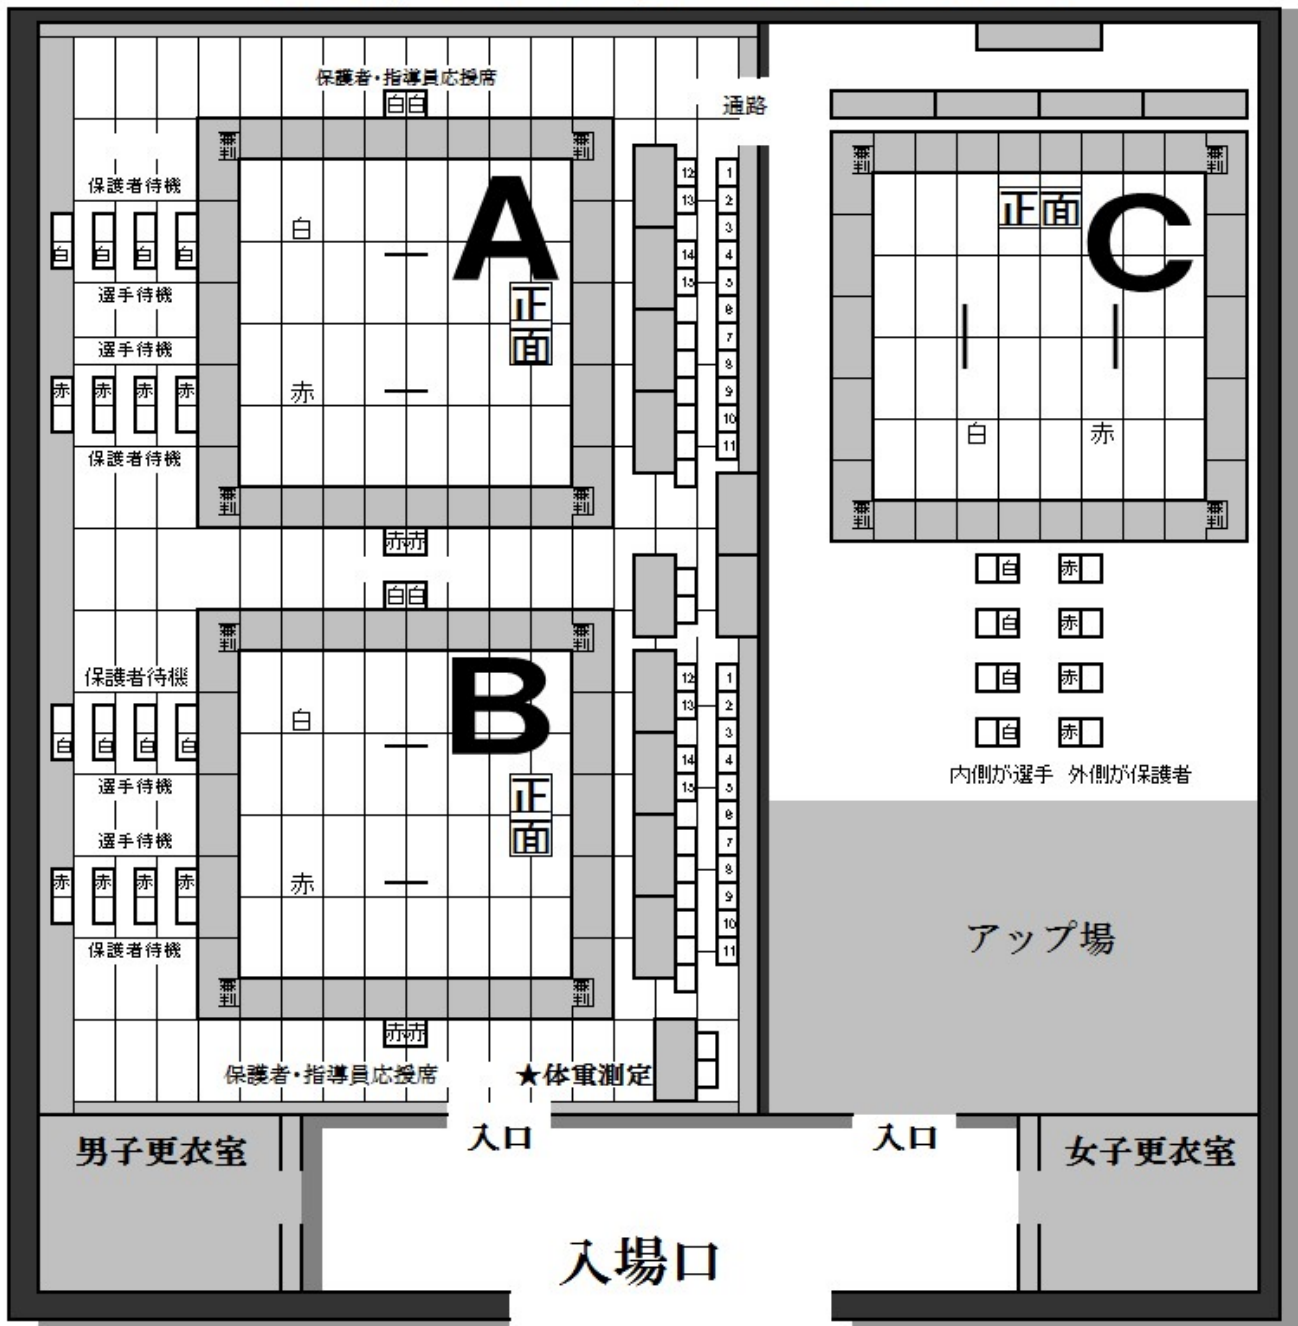 保護者・指導員応援席
白白
通路
審判
審判
A
12
13
14
15
1
2
3
4
5
6
7
8
9
10
11
保護者待機
白
白
白
白
選手待機
選手待機
赤
赤
赤
赤
保護者待機
白
赤
正面
審判
審判
赤赤
審判
審判
正面
C
白
赤
審判
審判
白 赤
白 赤
白 赤
白 赤
内側が選手 外側が保護者
白白
審判
審判
B
12
13
14
15
1
2
3
4
5
6
7
8
9
10
11
保護者待機
白
白
白
白
選手待機
選手待機
赤
赤
赤
赤
保護者待機
白
赤
正面
審判
審判
赤赤
保護者・指導員応援席
★体重測定
アップ場
男子更衣室
入口
入口
女子更衣室
入場口